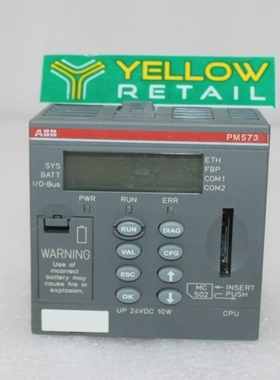 YELLOW
RETAIL
ABB
PM573
SYS
BATT
I/O-Bus
ETH
FBP
COM1
COM2
PWR
RUN
ERR
RUN
DIAG
VAL
CFG
ESC
OK
WARNING
Use of
incorrect
battery may
cause fire or
explosion.
MC
502
INSERT
PUSH
UP 24VDC 10W
CPU